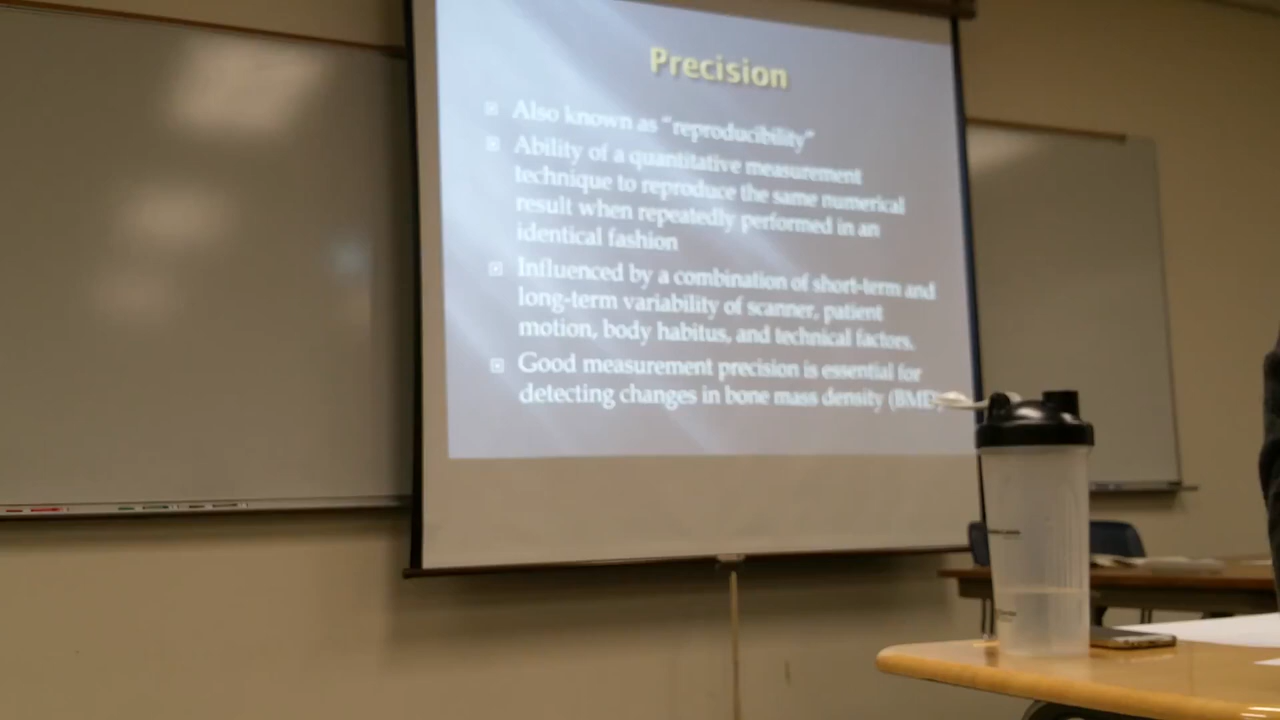 Precision
Also known as "reproducibility"
Ability of a quantitative measurement
technique to reproduce the same numerical
result when repeatedly performed in an
identical fashion
Influenced by a combination of short-term and
long-term variability of scanner, patient
motion, body habitus, and technical factors.
Good measurement precision is essential for
detecting changes in bone mass density (BMD